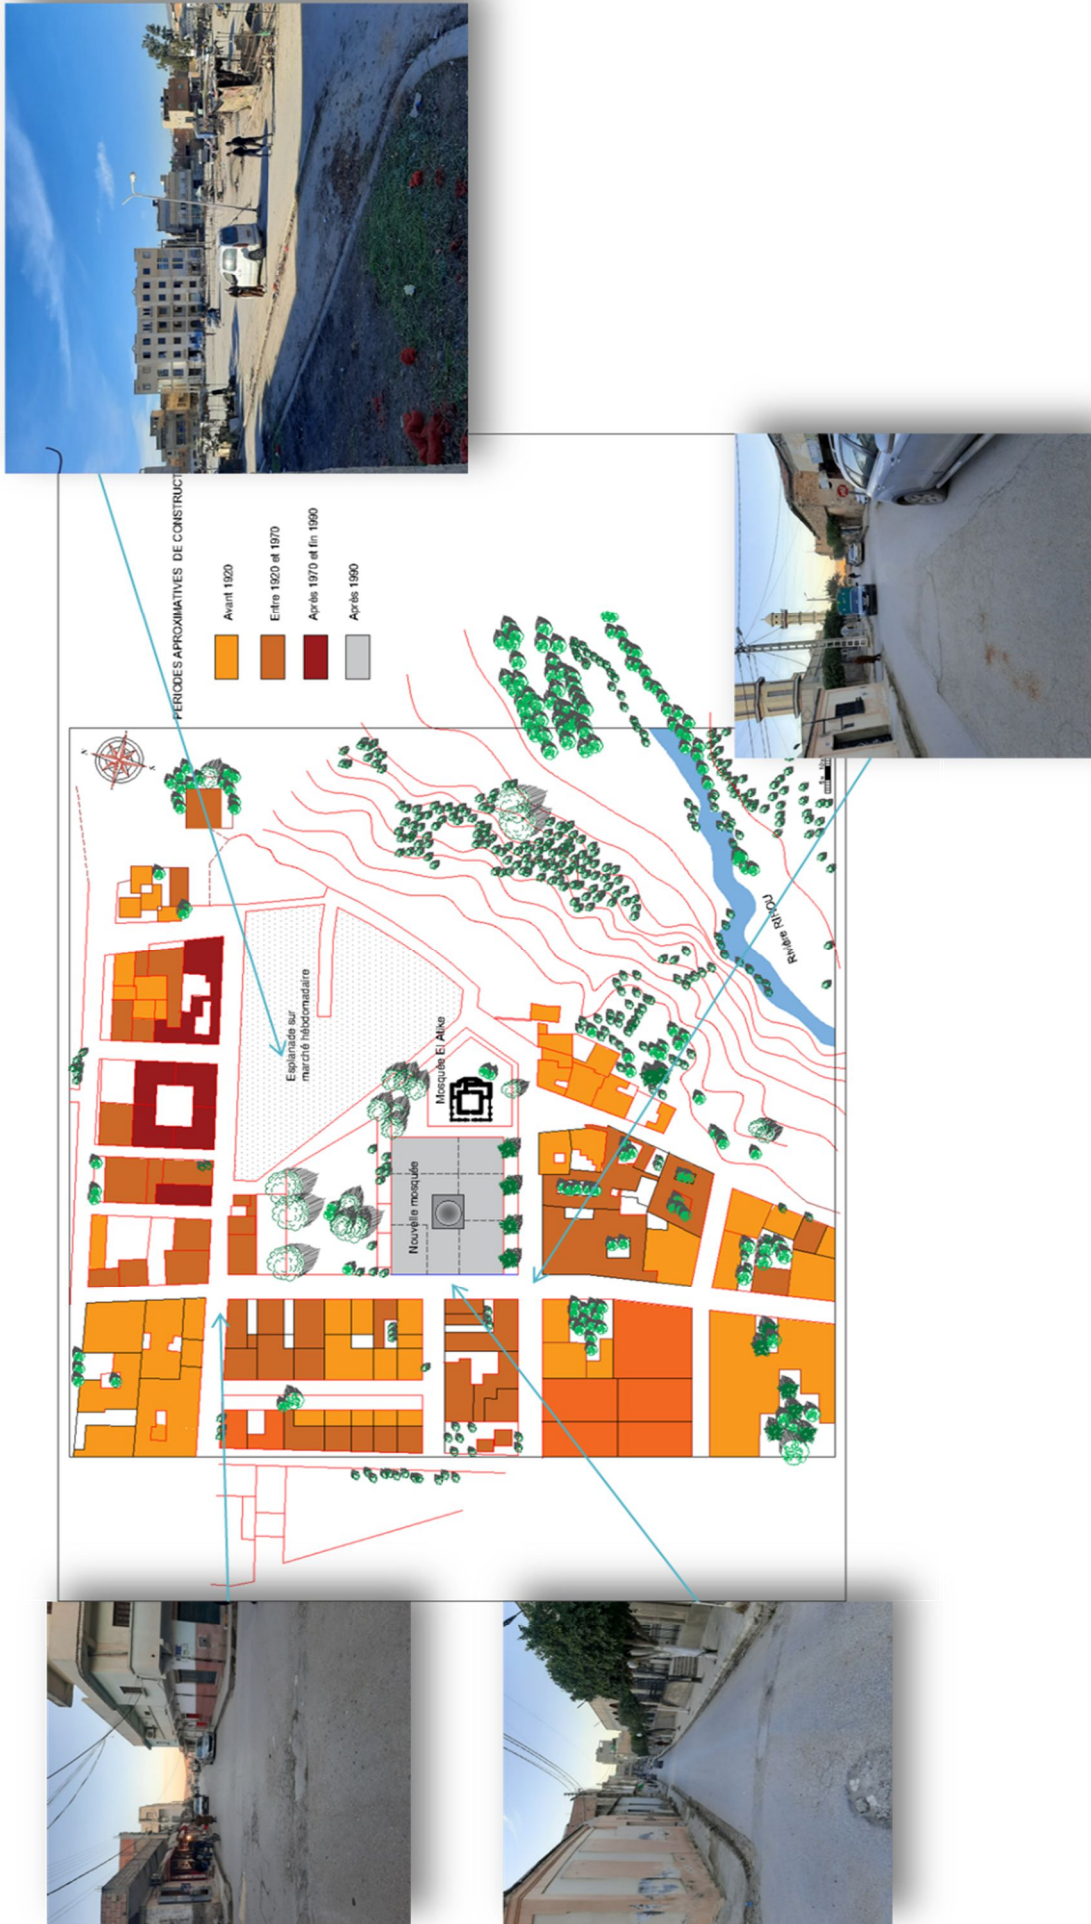 PERIODES APROXIMATIVES DE CONSTRUCT
Avant 1920
Entre 1920 et 1970
Après 1970 et fin 1990
Après 1990
Esplanade sur
marché hebdomadaire
Mosquée El Atike
Nouvelle mosquée
Rivière RIHOU